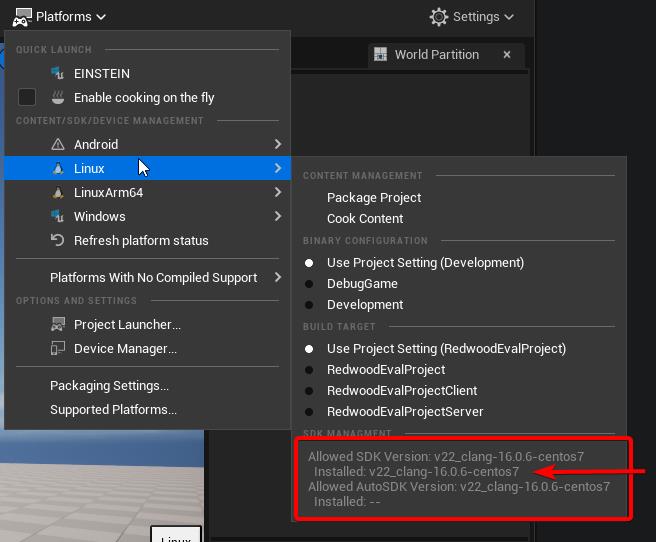 Platforms
Settings
World Partition
QUICK LAUNCH
EINSTEIN
Enable cooking on the fly
CONTENT/SDK/DEVICE MANAGEMENT
Android
Linux
LinuxArm64
Windows
Refresh platform status
Platforms With No Compiled Support
OPTIONS AND SETTINGS
Project Launcher...
Device Manager...
Packaging Settings...
Supported Platforms...
CONTENT MANAGEMENT
Package Project
Cook Content
BINARY CONFIGURATION
Use Project Setting (Development)
DebugGame
Development
BUILD TARGET
Use Project Setting (RedwoodEvalProject)
RedwoodEvalProject
RedwoodEvalProjectClient
RedwoodEvalProjectServer
SDK MANAGMENT
Allowed SDK Version: v22_clang-16.0.6-centos7
Installed: v22_clang-16.0.6-centos7
Allowed AutoSDK Version: v22_clang-16.0.6-centos7
Installed: --
Linux